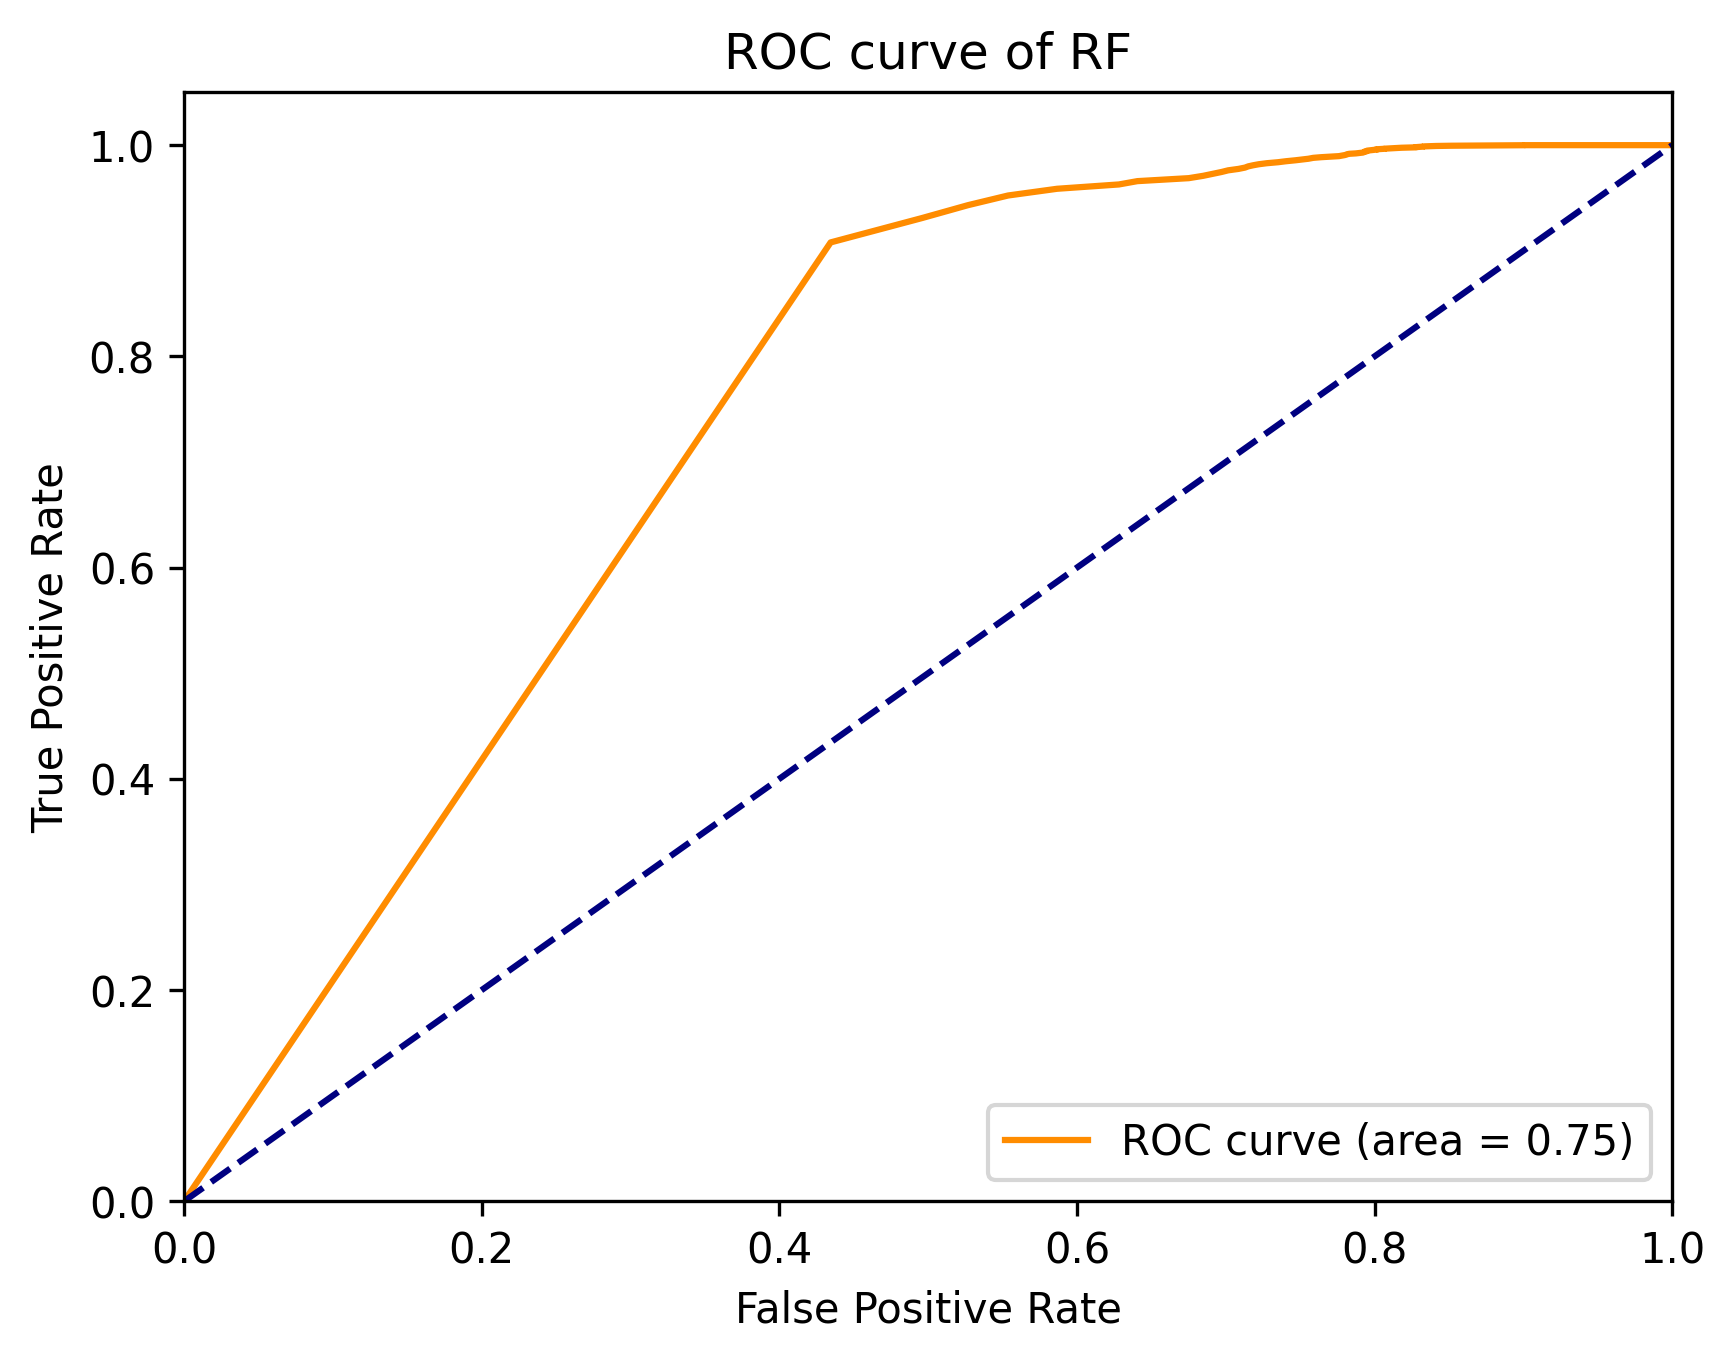 ROC curve of RF
1.0
0.8
0.6
0.4
0.2
0.0
True Positive Rate
ROC curve (area = 0.75)
0.0 0.2 0.4 0.6 0.8 1.0
False Positive Rate